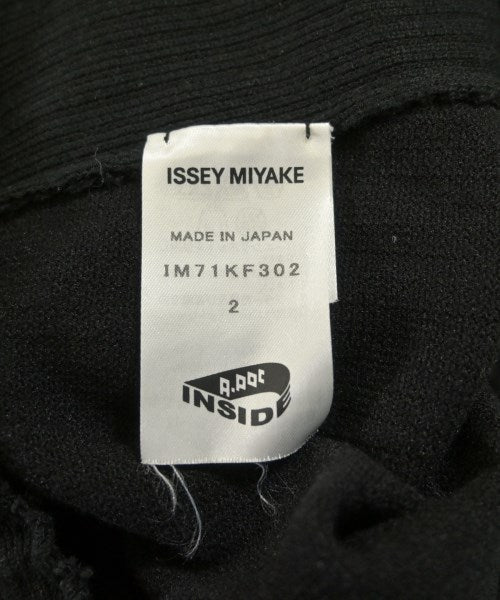 ISSEY MIYAKE
MADE IN JAPAN
IM71KF302
2
A.POC
INSIDE